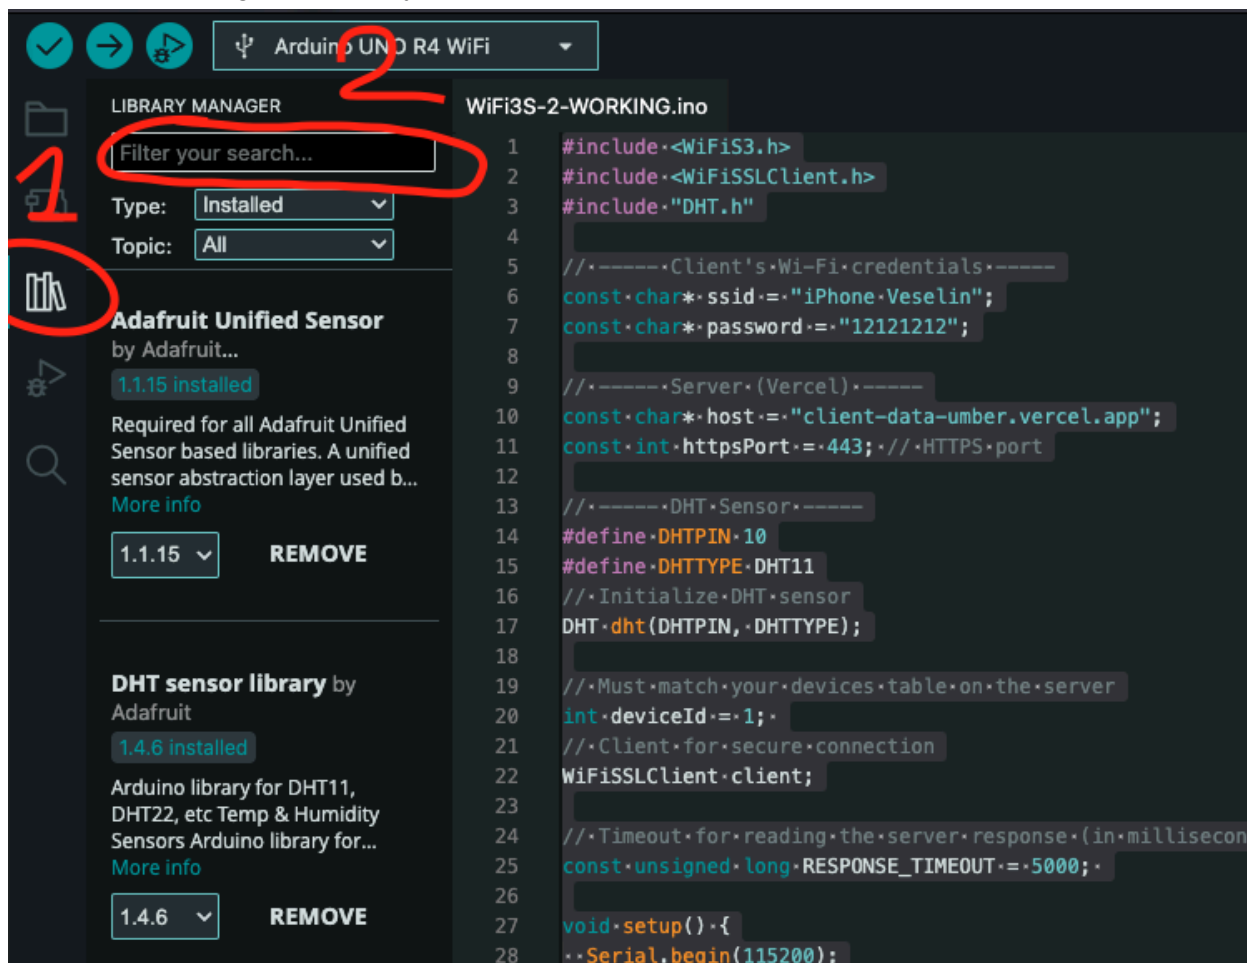 Arduino UNO R4 WiFi
2
LIBRARY MANAGER
Filter your search...
1
Type: Installed
Topic: All
Adafruit Unified Sensor
by Adafruit...
1.1.15 installed
Required for all Adafruit Unified
Sensor based libraries. A unified
sensor abstraction layer used b...
More info
1.1.15 REMOVE
DHT sensor library by
Adafruit
1.4.6 installed
Arduino library for DHT11,
DHT22, etc Temp & Humidity
Sensors Arduino library for...
More info
1.4.6 REMOVE
WiFi3S-2-WORKING.ino
1 #include <WiFiS3.h>
2 #include <WiFiSSLClient.h>
3 #include "DHT.h"
4
5 // ----- Client's Wi-Fi credentials -----
6 const char* ssid = "iPhone Veselin";
7 const char* password = "12121212";
8
9 // ----- Server (Vercel) -----
10 const char* host = "client-data-umber.vercel.app";
11 const int httpsPort = 443; // HTTPS port
12
13 // ----- DHT Sensor -----
14 #define DHTPIN 10
15 #define DHTTYPE DHT11
16 // Initialize DHT sensor
17 DHT dht(DHTPIN, DHTTYPE);
18
19 // Must match your devices table on the server
20 int deviceId = 1;
21 // Client for secure connection
22 WiFiSSLClient client;
23
24 // Timeout for reading the server response (in millisecon
25 const unsigned long RESPONSE_TIMEOUT = 5000;
26
27 void setup() {
28 Serial.begin(115200);